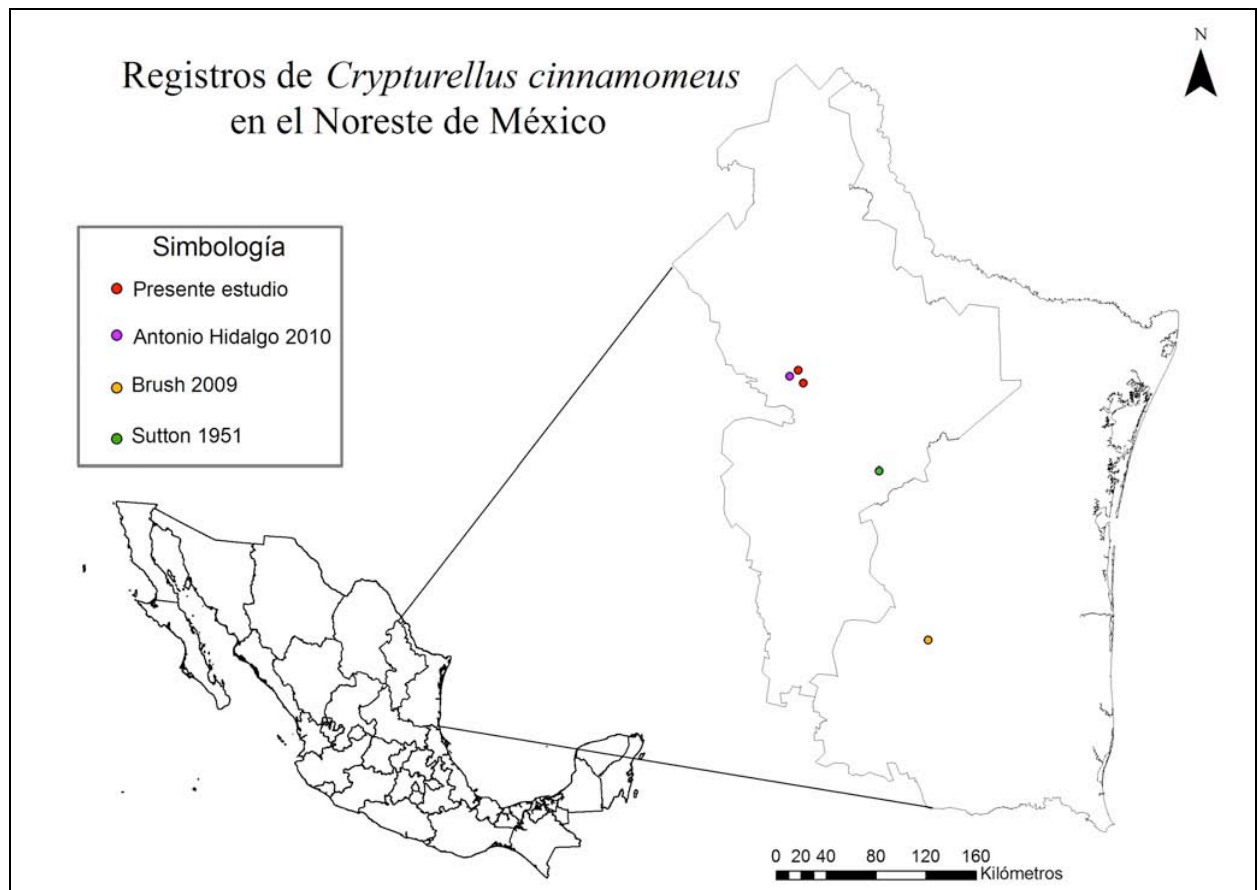 Registros de Crypturellus cinnamomeus
en el Noreste de México
N
Simbología
Presente estudio
Antonio Hidalgo 2010
Brush 2009
Sutton 1951
0 20 40 80 120 160
Kilómetros